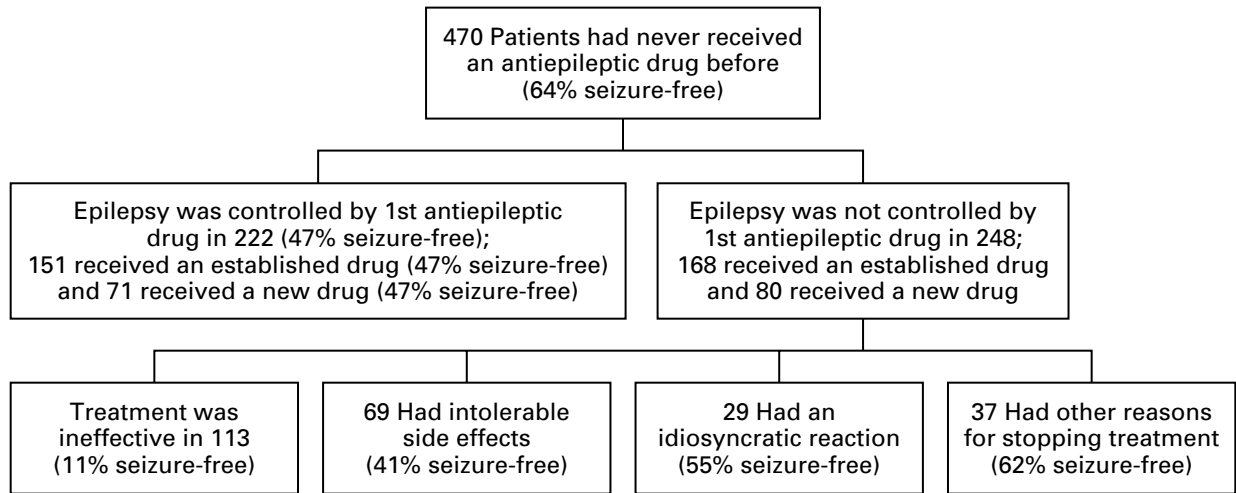 470 Patients had never received
an antiepileptic drug before
(64% seizure-free)
Epilepsy was controlled by 1st antiepileptic
drug in 222 (47% seizure-free);
151 received an established drug (47% seizure-free)
and 71 received a new drug (47% seizure-free)
Epilepsy was not controlled by
1st antiepileptic drug in 248;
168 received an established drug
and 80 received a new drug
Treatment was
ineffective in 113
(11% seizure-free)
69 Had intolerable
side effects
(41% seizure-free)
29 Had an
idiosyncratic reaction
(55% seizure-free)
37 Had other reasons
for stopping treatment
(62% seizure-free)